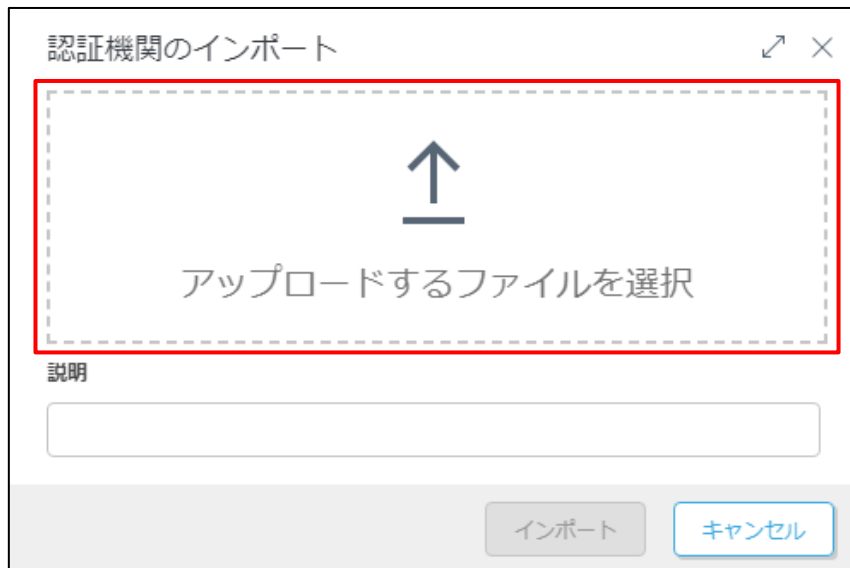 認証機関のインポート
アップロードするファイルを選択
説明
インポート
キャンセル